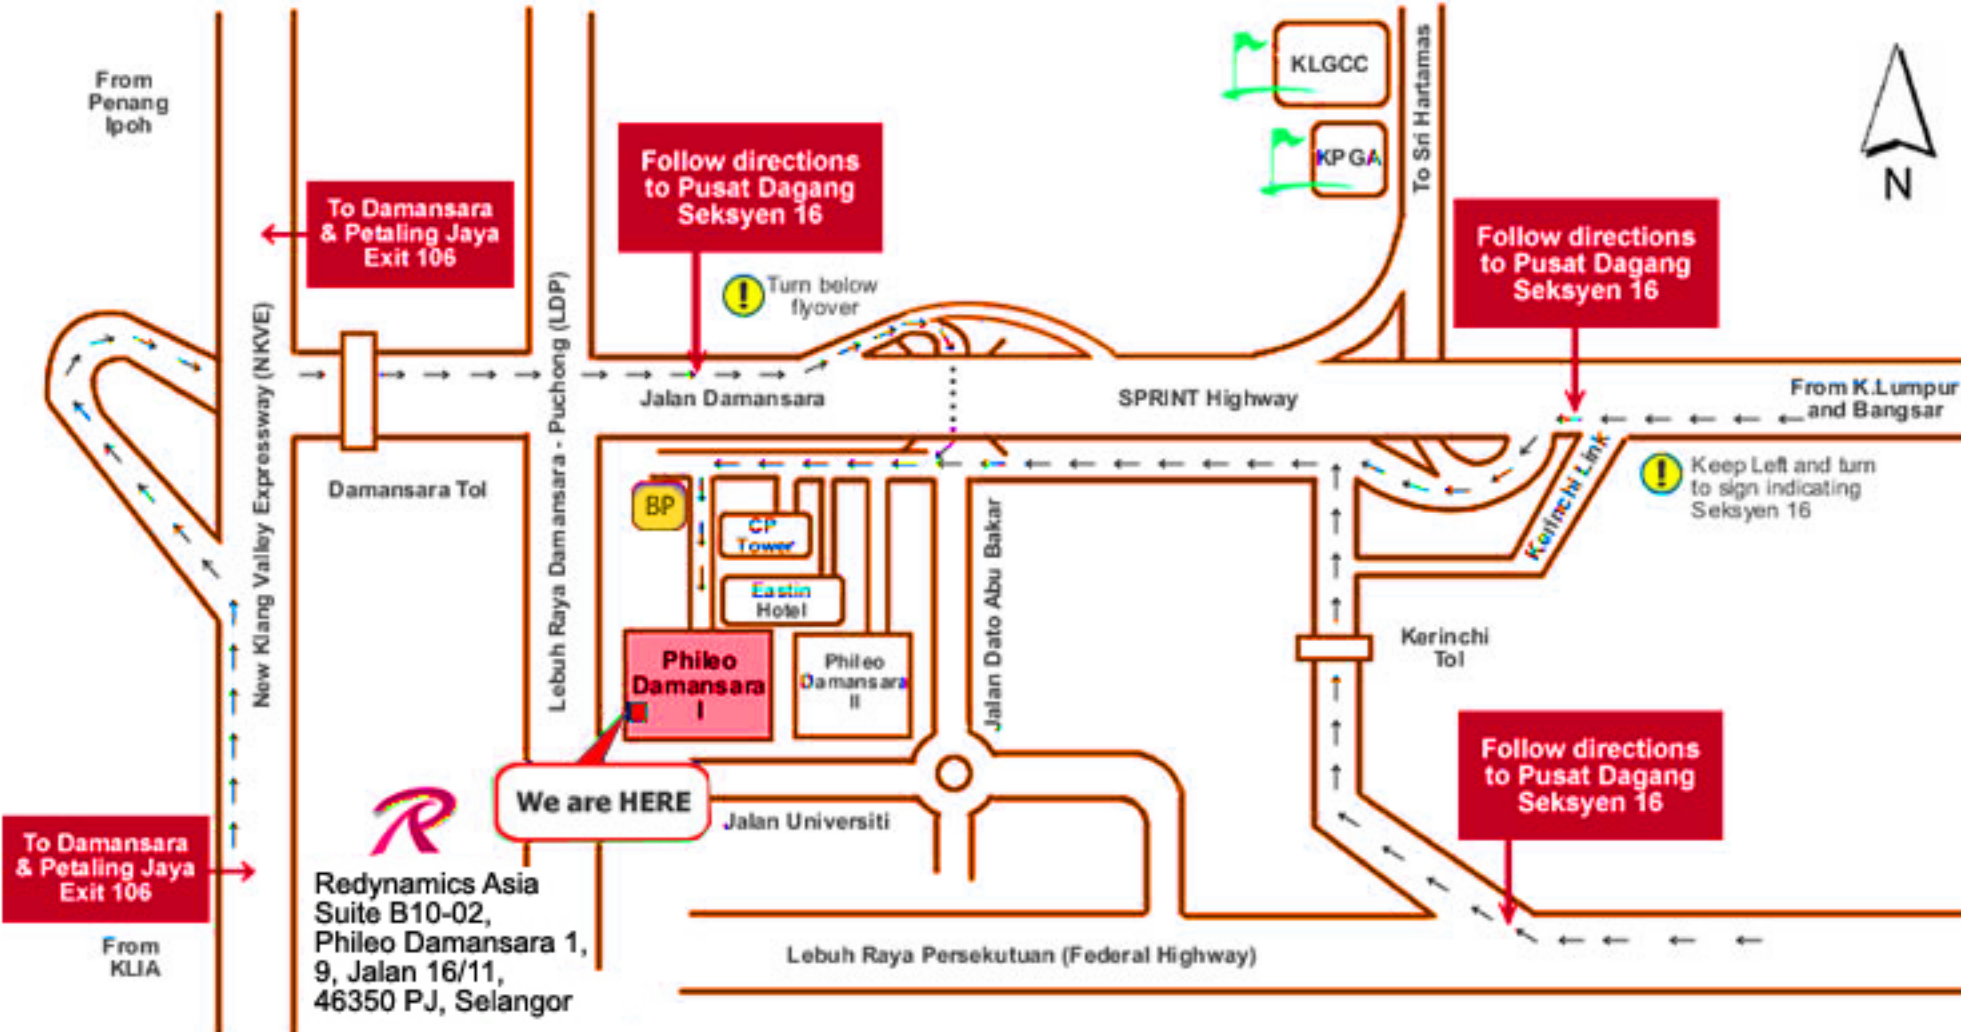 From
Penang
Ipoh
To Damansara
& Petaling Jaya
Exit 106
Follow directions
to Pusat Dagang
Seksyen 16
Turn below
flyover
KLGCC
KPGA
To Sri Hartamas
N
Follow directions
to Pusat Dagang
Seksyen 16
New Klang Valley Expressway (NKVE)
Lebuh Raya Damansara - Puchong (LDP)
Jalan Damansara
SPRINT Highway
From K.Lumpur
and Bangsar
Damansara Tol
BP
CP
Tower
Eastin
Hotel
Jalan Dato Abu Bakar
Kerinchi Link
Keep Left and turn
to sign indicating
Seksyen 16
Phileo
Damansara
I
Phileo
Damansara
II
Kerinchi
Tol
We are HERE
Jalan Universiti
Follow directions
to Pusat Dagang
Seksyen 16
To Damansara
& Petaling Jaya
Exit 106
From
KLIA
R
Redynamics Asia
Suite B10-02,
Phileo Damansara 1,
9, Jalan 16/11,
46350 PJ, Selangor
Lebuh Raya Persekutuan (Federal Highway)